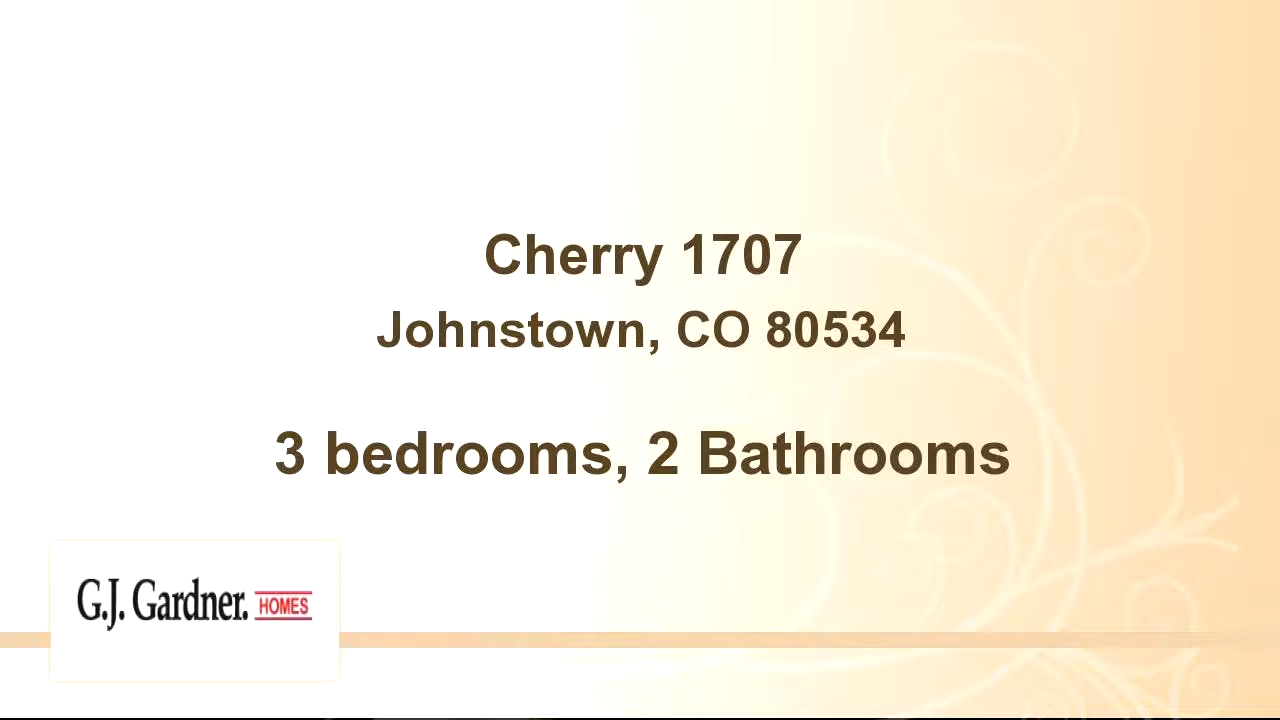 Cherry 1707
Johnstown, CO 80534
3 bedrooms, 2 Bathrooms
G.J. Gardner. HOMES